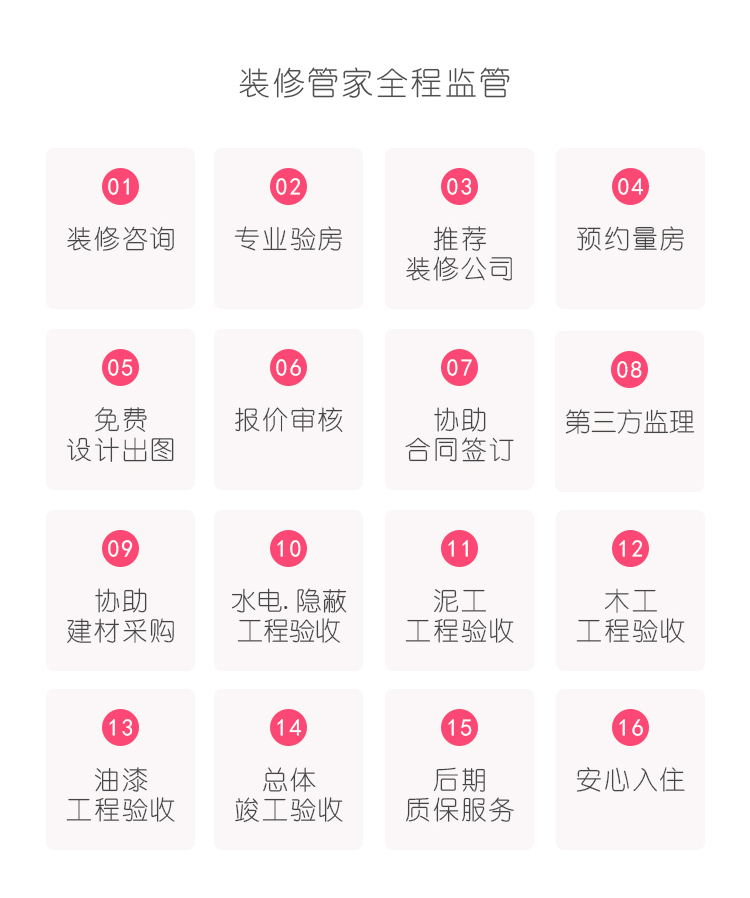 装修管家全程监管
01
装修咨询
02
专业验房
03
推荐
装修公司
04
预约量房
05
免费
设计出图
06
报价审核
07
协助
合同签订
08
第三方监理
09
协助
建材采购
10
水电.隐蔽
工程验收
11
泥工
工程验收
12
木工
工程验收
13
油漆
工程验收
14
总体
竣工验收
15
后期
质保服务
16
安心入住